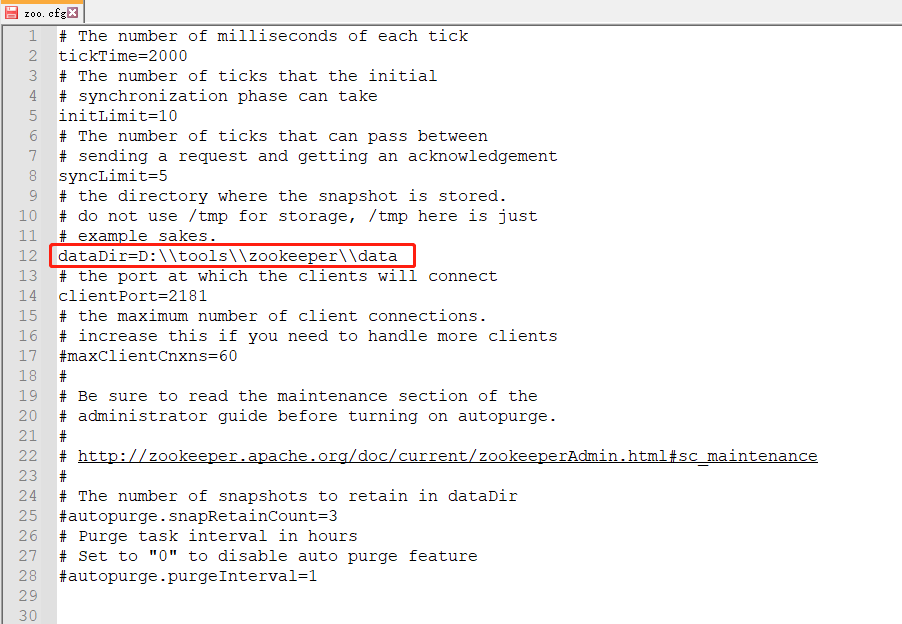 zoo.cfg
1 # The number of milliseconds of each tick
2 tickTime=2000
3 # The number of ticks that the initial
4 # synchronization phase can take
5 initLimit=10
6 # The number of ticks that can pass between
7 # sending a request and getting an acknowledgement
8 syncLimit=5
9 # the directory where the snapshot is stored.
10 # do not use /tmp for storage, /tmp here is just
11 # example sakes.
12 dataDir=D:\\tools\\zookeeper\\data
13 # the port at which the clients will connect
14 clientPort=2181
15 # the maximum number of client connections.
16 # increase this if you need to handle more clients
17 #maxClientCnxns=60
18 #
19 # Be sure to read the maintenance section of the
20 # administrator guide before turning on autopurge.
21 #
22 # http://zookeeper.apache.org/doc/current/zookeeperAdmin.html#sc_maintenance
23 #
24 # The number of snapshots to retain in dataDir
25 #autopurge.snapRetainCount=3
26 # Purge task interval in hours
27 # Set to "0" to disable auto purge feature
28 #autopurge.purgeInterval=1
29
30